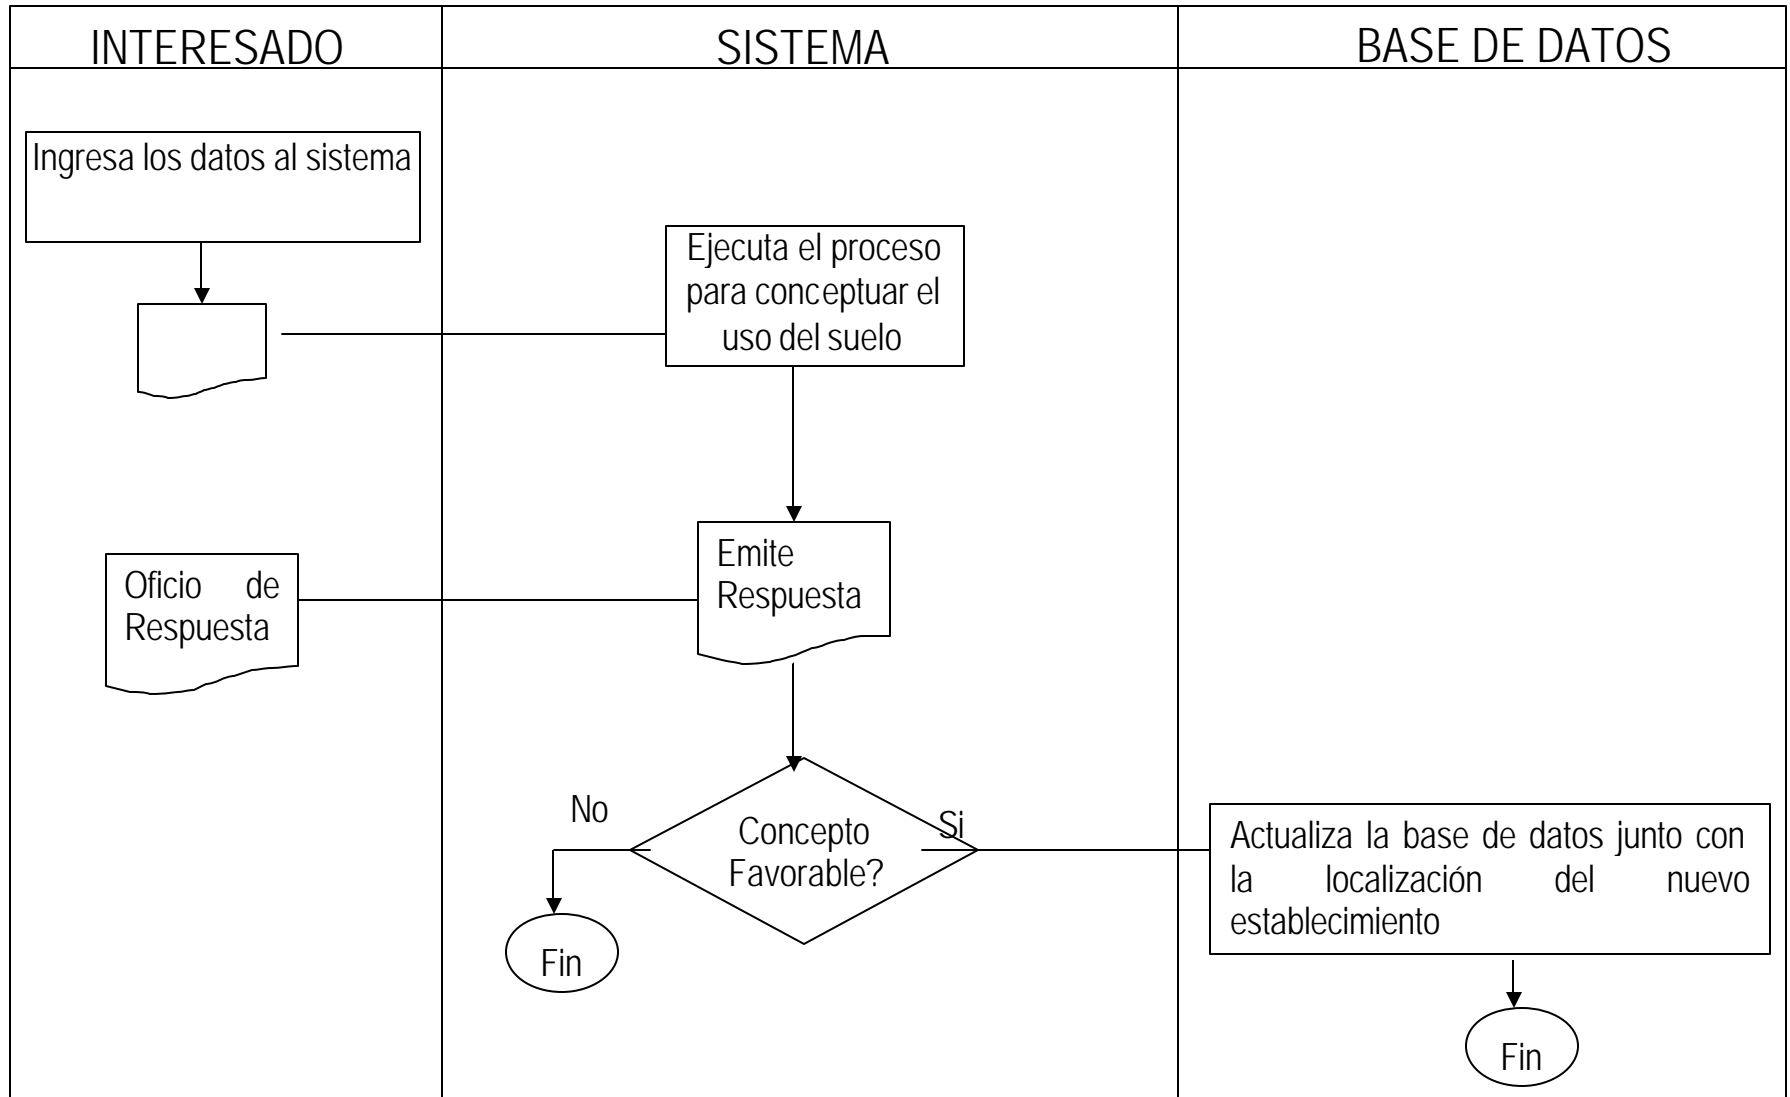 INTERESADO
SISTEMA
BASE DE DATOS
Ingresa los datos al sistema
Ejecuta el proceso
para conceptuar el
uso del suelo
Emite
Respuesta
Oficio de
Respuesta
No
Concepto
Favorable?
Si
Actualiza la base de datos junto con
la localización del nuevo
establecimiento
Fin
Fin